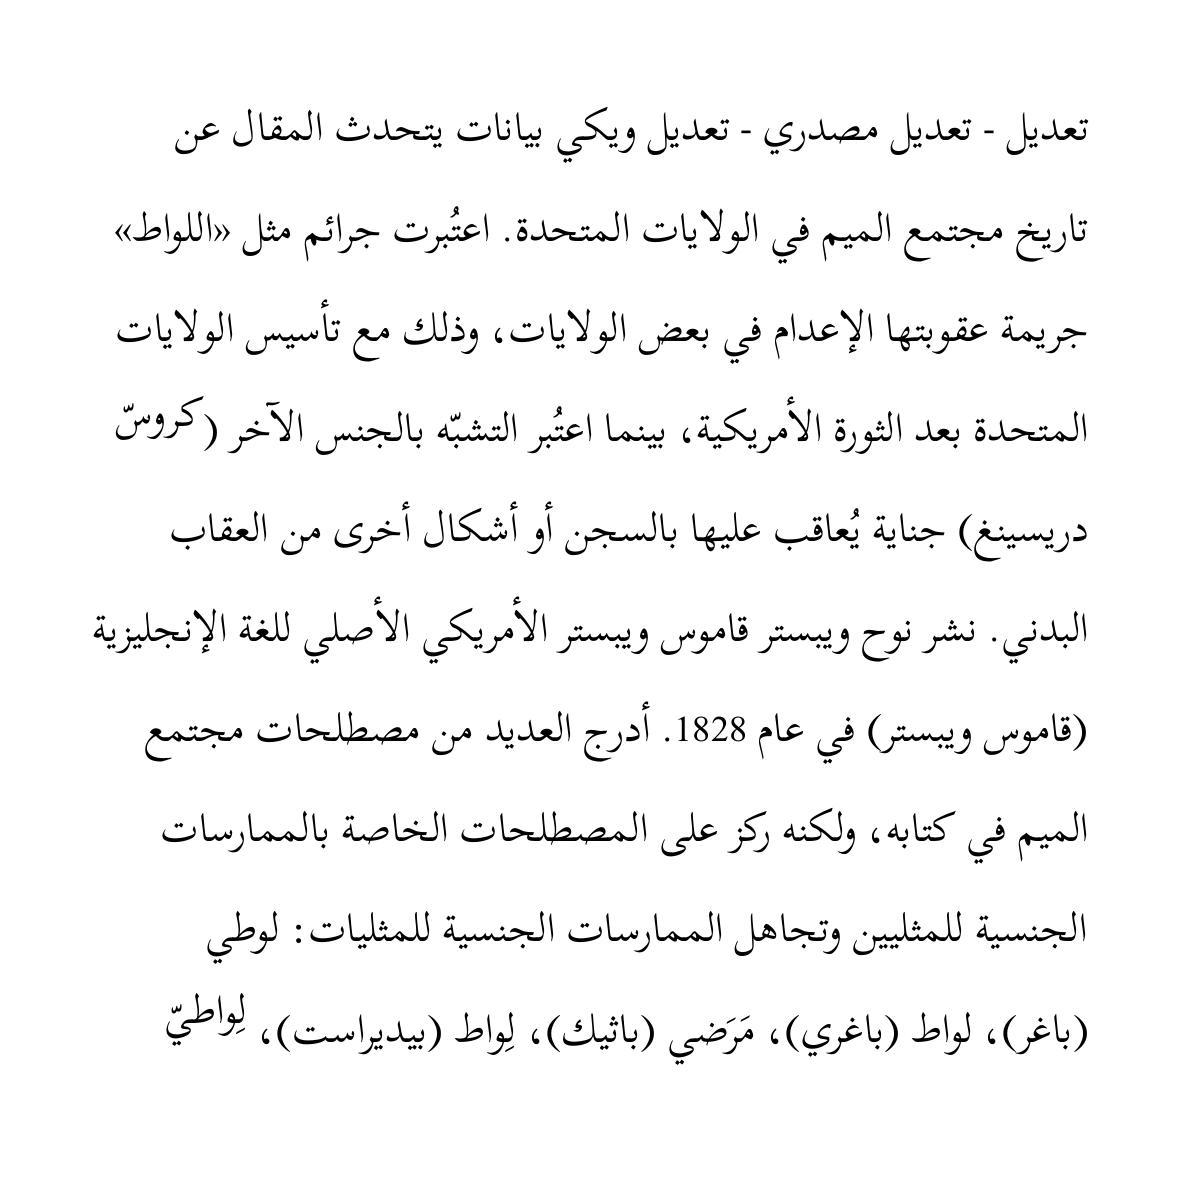 تعديل - تعديل مصدري - تعديل ويكي بيانات يتحدث المقال عن
تاريخ مجتمع الميم في الولايات المتحدة. اعتُبرت جرائم مثل «اللواط»
جريمة عقوبتها الإعدام في بعض الولايات، وذلك مع تأسيس الولايات
المتحدة بعد الثورة الأمريكية، بينما اعتُبر التشبّه بالجنس الآخر (كروسّ
دريسينغ) جناية يُعاقب عليها بالسجن أو أشكال أخرى من العقاب
البدني. نشر نوح ويبستر قاموس ويبستر الأمريكي الأصلي للغة الإنجليزية
(قاموس ويبستر) في عام 1828. أدرج العديد من مصطلحات مجتمع
الميم في كتابه، ولكنه ركز على المصطلحات الخاصة بالممارسات
الجنسية للمثليين وتجاهل الممارسات الجنسية للمثليات: لوطي
(باغر)، لواط (باغري)، مَرَضي (باثيك)، لِواط (بيديراست)، لِواطيّ